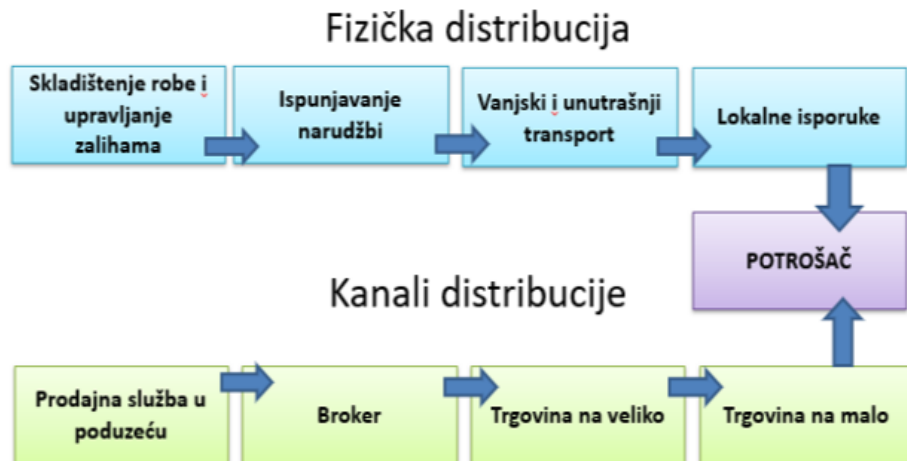 Fizička distribucija
Skladištenje robe i
upravljanje
zalihama
Ispunjavanje
narudžbi
Vanjski i unutrašnji
transport
Lokalne isporuke
POTROŠAČ
Kanali distribucije
Prodajna služba u
poduzeću
Broker
Trgovina na veliko
Trgovina na malo